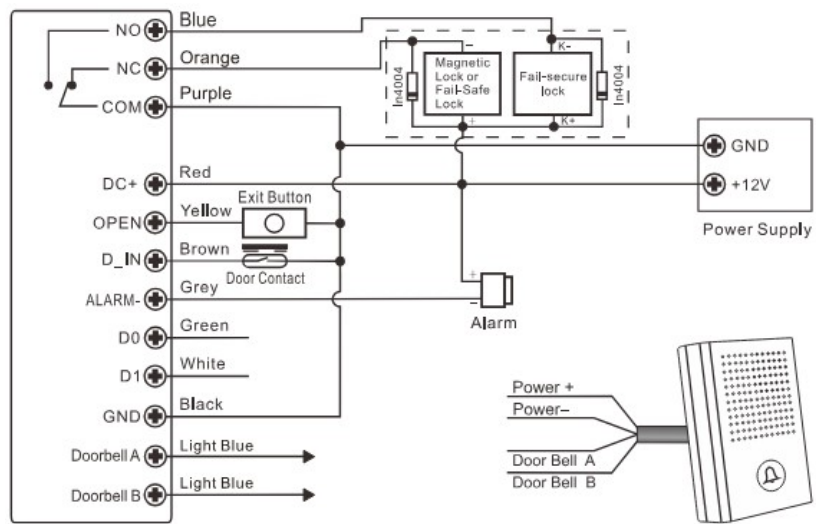 NO
Blue
NC
Orange
COM
Purple
DC+
Red
OPEN
Yellow
Exit Button
D_IN
Brown
Door Contact
ALARM-
Grey
D0
Green
D1
White
GND
Black
Doorbell A
Light Blue
Doorbell B
Light Blue
In4004
−
Magnetic
Lock or
Fail-Safe
Lock
+
K-
Fail-secure
lock
K+
In4004
GND
+12V
Power Supply
+
−
Alarm
Power +
Power–
Door Bell A
Door Bell B